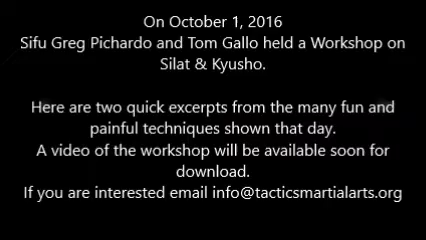 On October 1, 2016
Sifu Greg Pichardo and Tom Gallo held a Workshop on
Silat & Kyusho.
Here are two quick excerpts from the many fun and
painful techniques shown that day.
A video of the workshop will be available soon for
download.
If you are interested email info@tacticsmartialarts.org